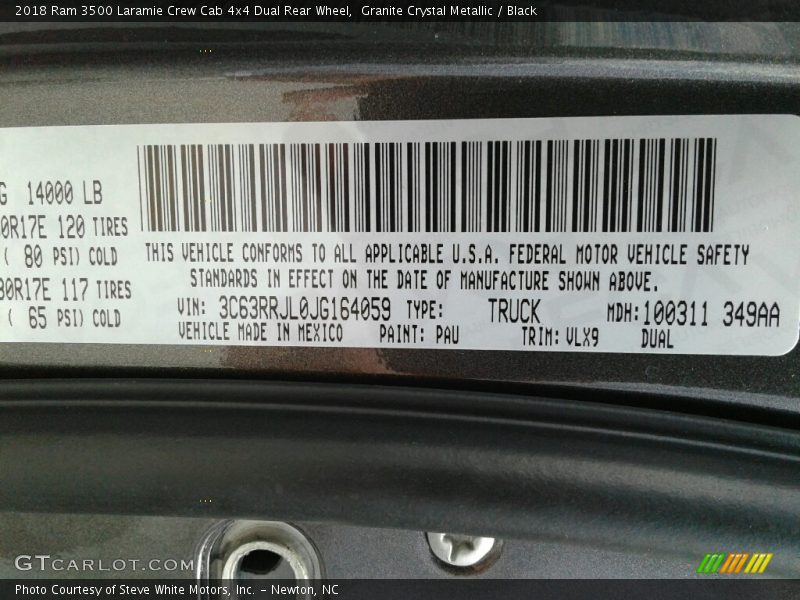 2018 Ram 3500 Laramie Crew Cab 4x4 Dual Rear Wheel,  Granite Crystal Metallic / Black
G 14000 LB
0R17E 120 TIRES
( 80 PSI) COLD
80R17E 117 TIRES
( 65 PSI) COLD
THIS VEHICLE CONFORMS TO ALL APPLICABLE U.S.A. FEDERAL MOTOR VEHICLE SAFETY
STANDARDS IN EFFECT ON THE DATE OF MANUFACTURE SHOWN ABOVE.
VIN: 3C63RRJL0JG164059 TYPE: TRUCK MDH:100311 349AA
VEHICLE MADE IN MEXICO PAINT: PAU TRIM: VLX9 DUAL
GTCARLOT.COM
Photo Courtesy of Steve White Motors, Inc. – Newton, NC